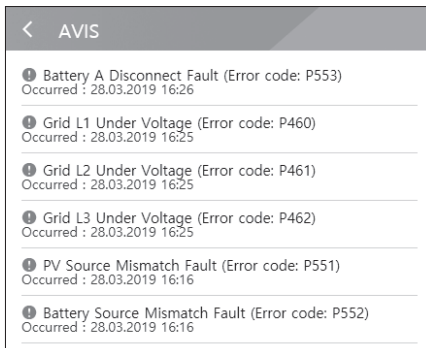 AVIS
Battery A Disconnect Fault (Error code: P553)
Occurred : 28.03.2019 16:26
Grid L1 Under Voltage (Error code: P460)
Occurred : 28.03.2019 16:25
Grid L2 Under Voltage (Error code: P461)
Occurred : 28.03.2019 16:25
Grid L3 Under Voltage (Error code: P462)
Occurred : 28.03.2019 16:25
PV Source Mismatch Fault (Error code: P551)
Occurred : 28.03.2019 16:16
Battery Source Mismatch Fault (Error code: P552)
Occurred : 28.03.2019 16:16